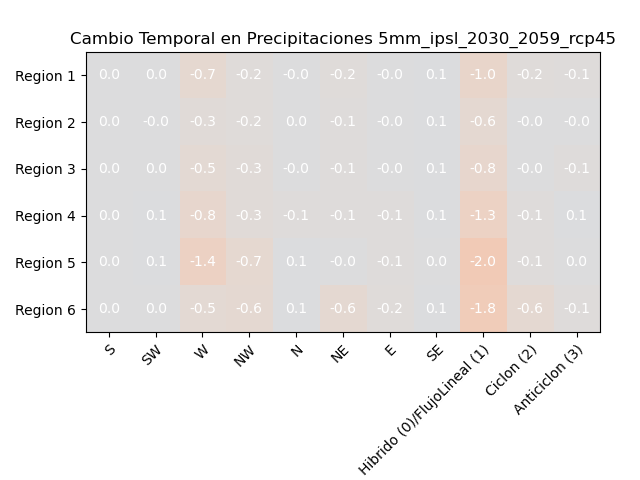 Cambio Temporal en Precipitaciones 5mm_ipsl_2030_2059_rcp45
Region 1 0.0 0.0 -0.7 -0.2 -0.0 -0.2 -0.0 0.1 -1.0 -0.2 -0.1
Region 2 0.0 -0.0 -0.3 -0.2 0.0 -0.1 -0.0 0.1 -0.6 -0.0 -0.0
Region 3 0.0 0.0 -0.5 -0.3 -0.0 -0.1 -0.0 0.1 -0.8 -0.0 -0.1
Region 4 0.0 0.1 -0.8 -0.3 -0.1 -0.1 -0.1 0.1 -1.3 -0.1 0.1
Region 5 0.0 0.1 -1.4 -0.7 0.1 -0.0 -0.1 0.0 -2.0 -0.1 0.0
Region 6 0.0 0.0 -0.5 -0.6 0.1 -0.6 -0.2 0.1 -1.8 -0.6 -0.1
S SW W NW N NE E SE Hibrido (0)/FlujoLineal (1) Ciclon (2) Anticiclon (3)